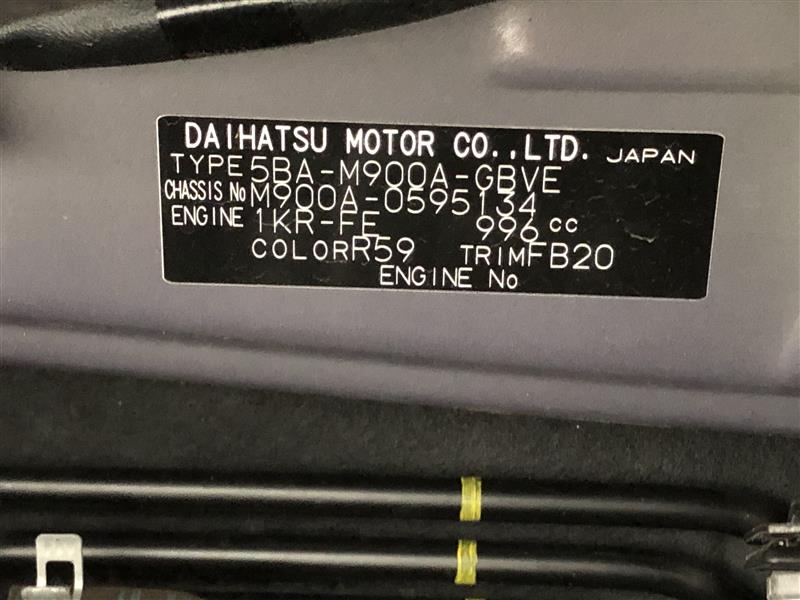 DAIHATSU MOTOR CO.,LTD. JAPAN
TYPE 5BA-M900A-GBVE
CHASSIS No M900A-0595134
ENGINE 1KR-FE 996 cc
COLOR R59 TRIM FB20
ENGINE No